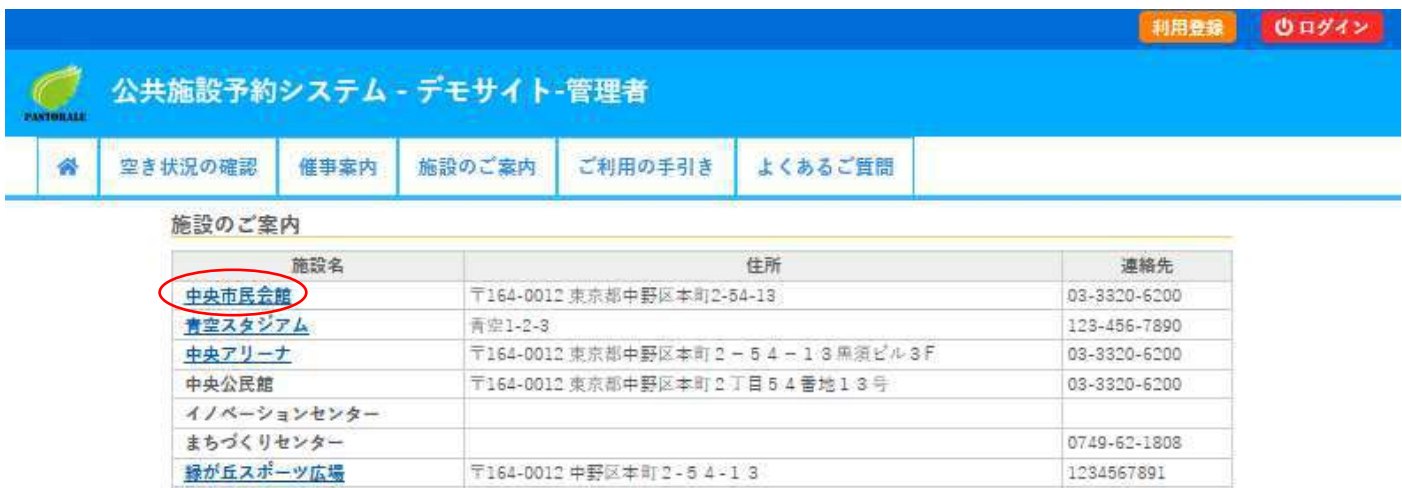 利用登録 ログイン
PASTORALE 公共施設予約システム - デモサイト-管理者
空き状況の確認 催事案内 施設のご案内 ご利用の手引き よくあるご質問
施設のご案内
施設名 住所 連絡先
中央市民会館 〒164-0012 東京都中野区本町2-54-13 03-3320-6200
青空スタジアム 青空1-2-3 123-456-7890
中央アリーナ 〒164-0012 東京都中野区本町２－５４－１３黒須ビル３F 03-3320-6200
中央公民館 〒164-0012 東京都中野区本町２丁目５４番地１３号 03-3320-6200
イノベーションセンター
まちづくりセンター 0749-62-1808
緑が丘スポーツ広場 〒164-0012 中野区本町２-５４-１３ 1234567891